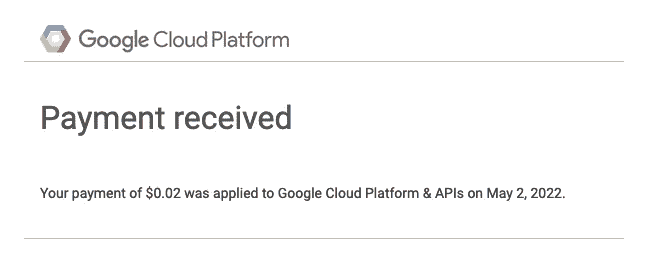 Google Cloud Platform
Payment received
Your payment of $0.02 was applied to Google Cloud Platform & APIs on May 2, 2022.